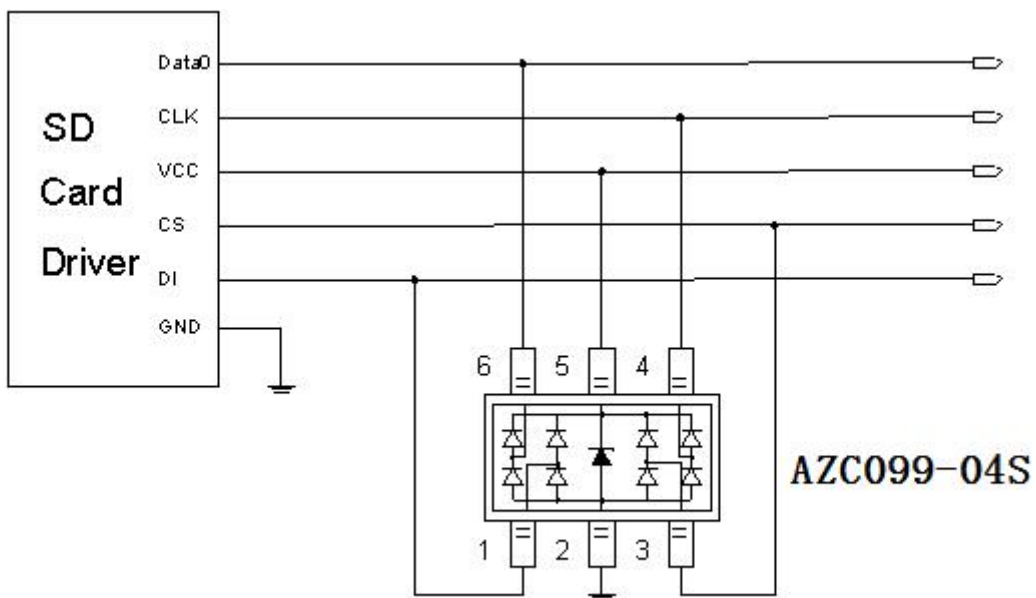 SD
Card
Driver
Data0
CLK
VCC
CS
DI
GND
6 5 4
AZC099-04S
1 2 3